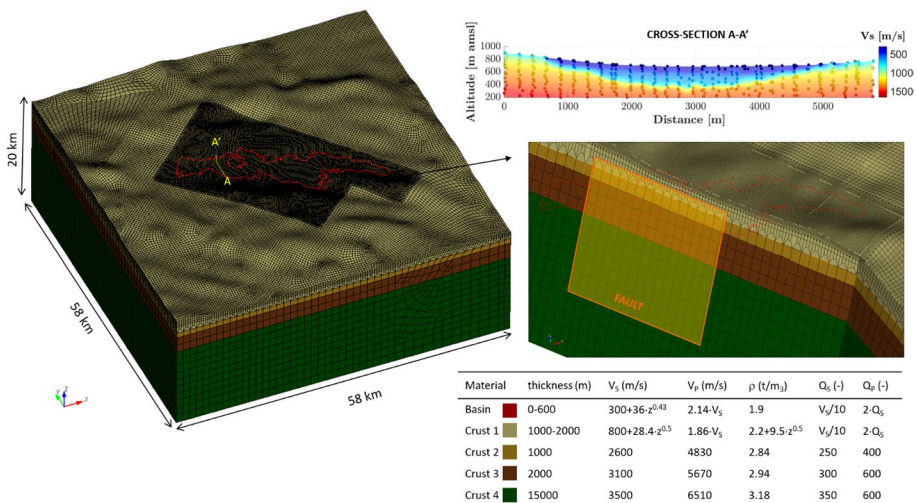 CROSS-SECTION A-A'
Vs [m/s]
Altitude [m amsl]
1000
800
600
400
200
0
1000
2000
3000
4000
5000
Distance [m]
500
1000
1500
20 km
A'
A
58 km
58 km
z
y
x
FAULT
Material thickness (m) V_S (m/s) V_P (m/s) ρ (t/m_3) Q_S (-) Q_P (-)
Basin 0-600 300+36·z^0.43 2.14·V_S 1.9 V_S/10 2·Q_S
Crust 1 1000-2000 800+28.4·z^0.5 1.86·V_S 2.2+9.5·z^0.5 V_S/10 2·Q_S
Crust 2 1000 2600 4830 2.84 250 400
Crust 3 2000 3100 5670 2.94 300 600
Crust 4 15000 3500 6510 3.18 350 600